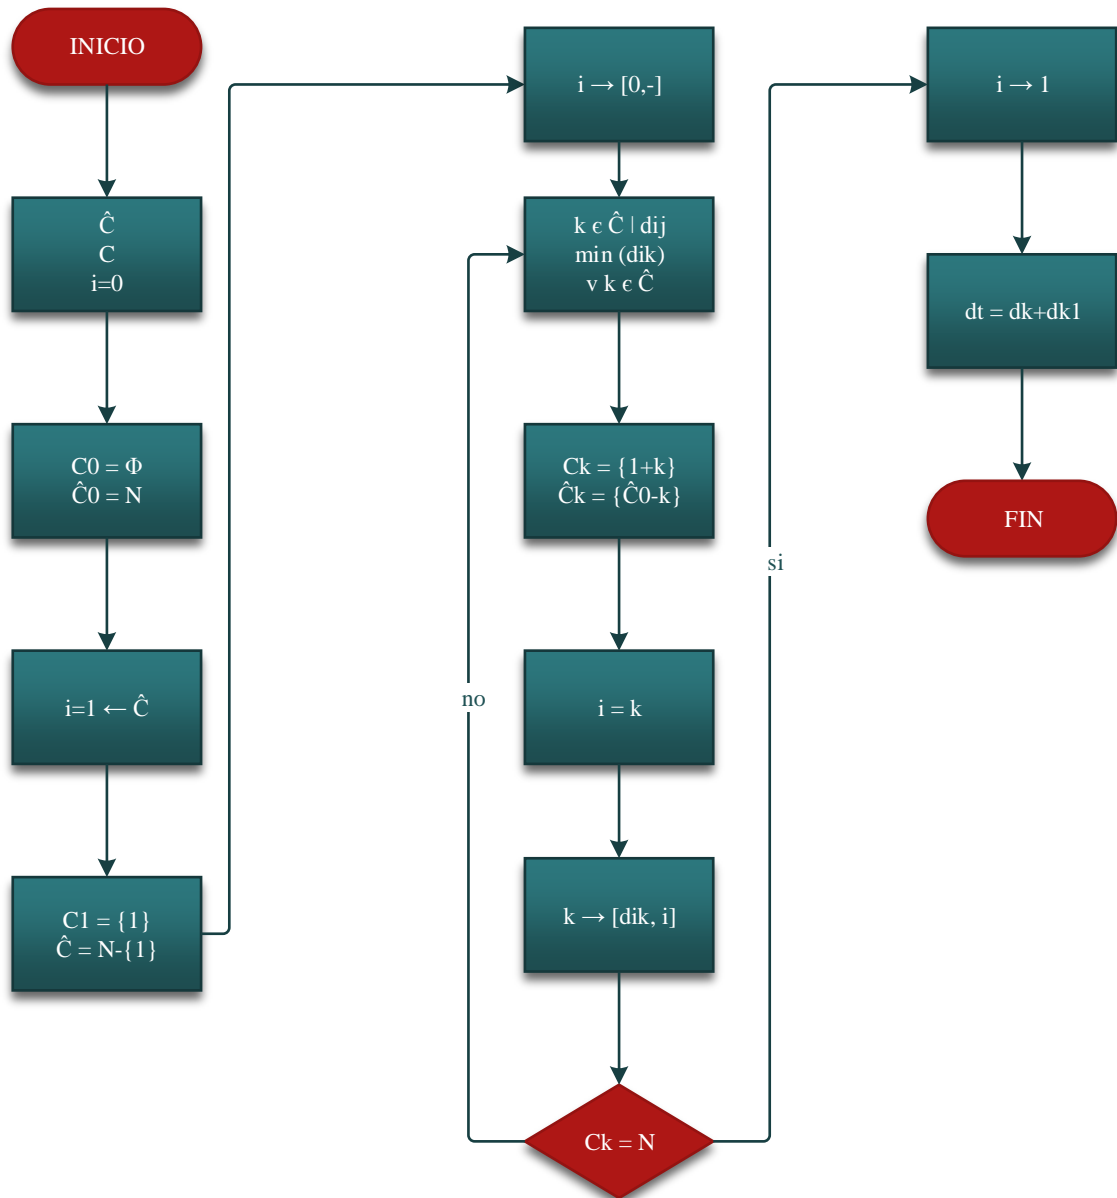 INICIO
Ĉ
C
i=0
C0 = Φ
Ĉ0 = N
i=1 ← Ĉ
C1 = {1}
Ĉ = N-{1}
i → [0,-]
k є Ĉ | dij
min (dik)
v k є Ĉ
Ck = {1+k}
Ĉk = {Ĉ0-k}
i = k
k → [dik, i]
Ck = N
no
si
i → 1
dt = dk+dk1
FIN